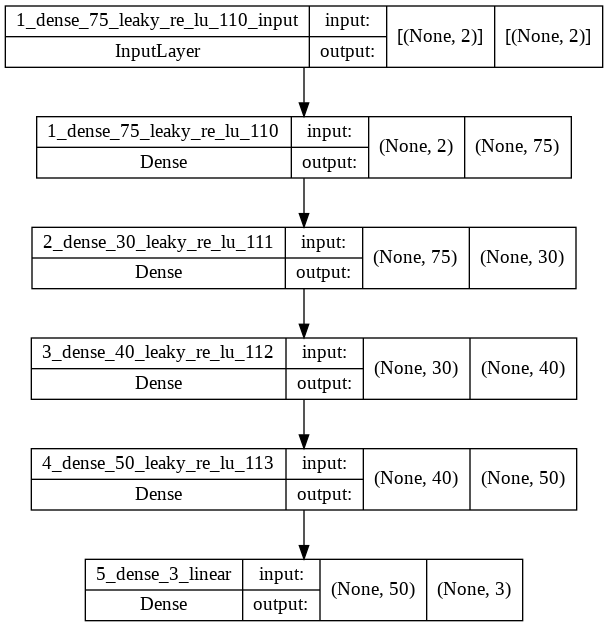 1_dense_75_leaky_re_lu_110_input input: [(None, 2)] [(None, 2)]
InputLayer output:
1_dense_75_leaky_re_lu_110 input: (None, 2) (None, 75)
Dense output:
2_dense_30_leaky_re_lu_111 input: (None, 75) (None, 30)
Dense output:
3_dense_40_leaky_re_lu_112 input: (None, 30) (None, 40)
Dense output:
4_dense_50_leaky_re_lu_113 input: (None, 40) (None, 50)
Dense output:
5_dense_3_linear input: (None, 50) (None, 3)
Dense output: